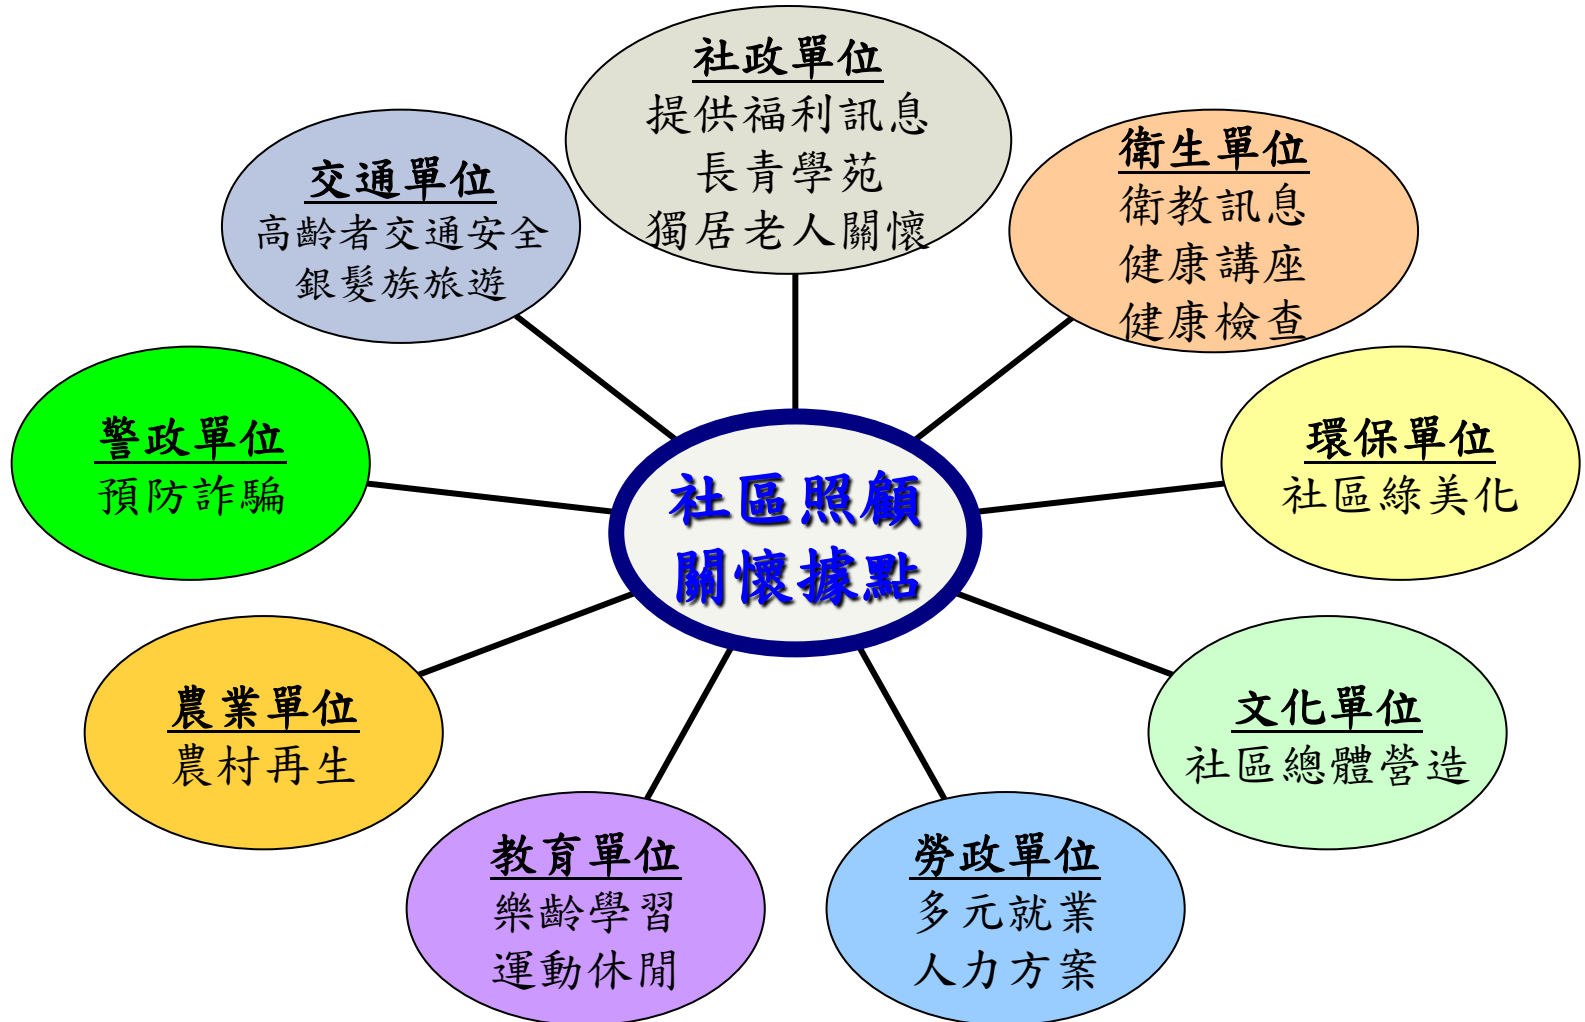 社政單位
提供福利訊息
長青學苑
獨居老人關懷
衛生單位
衛教訊息
健康講座
健康檢查
環保單位
社區綠美化
文化單位
社區總體營造
勞政單位
多元就業
人力方案
教育單位
樂齡學習
運動休閒
農業單位
農村再生
警政單位
預防詐騙
交通單位
高齡者交通安全
銀髮族旅遊
社區照顧
關懷據點